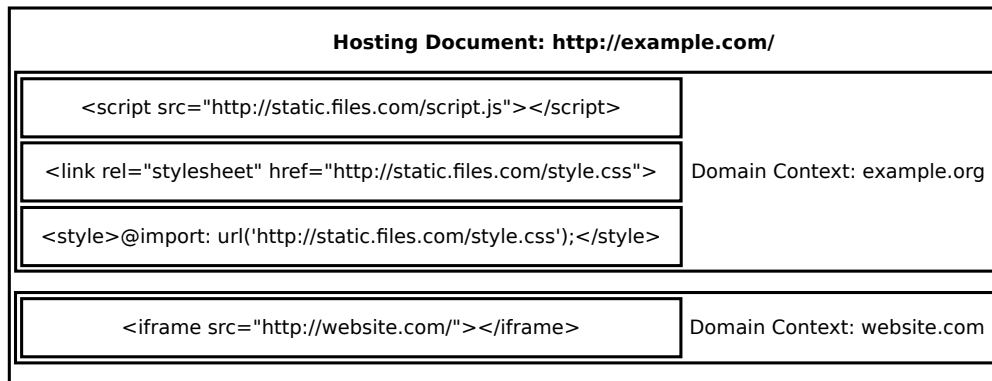 Hosting Document: http://example.com/
<script src="http://static.files.com/script.js"></script>
<link rel="stylesheet" href="http://static.files.com/style.css">
Domain Context: example.org
<style>@import: url('http://static.files.com/style.css');</style>
<iframe src="http://website.com/"></iframe>
Domain Context: website.com